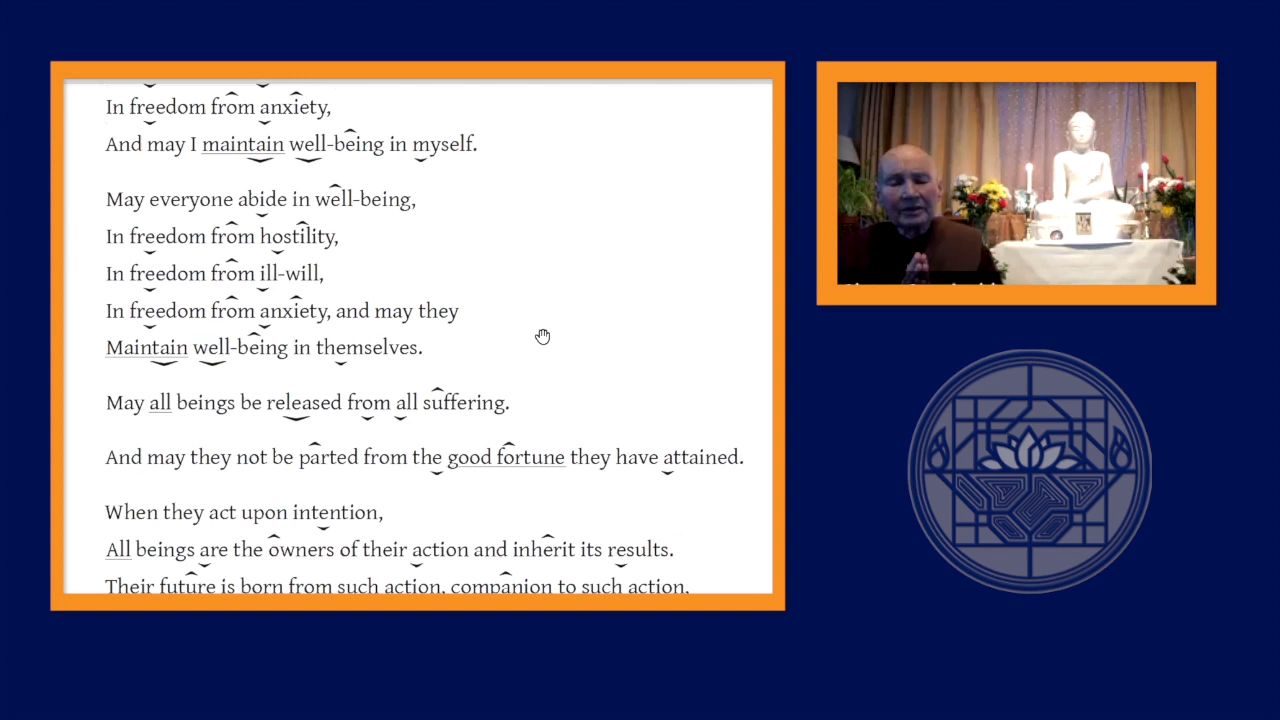 In freedom from anxiety,
And may I maintain well-being in myself.
May everyone abide in well-being,
In freedom from hostility,
In freedom from ill-will,
In freedom from anxiety, and may they
Maintain well-being in themselves.
May all beings be released from all suffering.
And may they not be parted from the good fortune they have attained.
When they act upon intention,
All beings are the owners of their action and inherit its results.
Their future is born from such action, companion to such action,